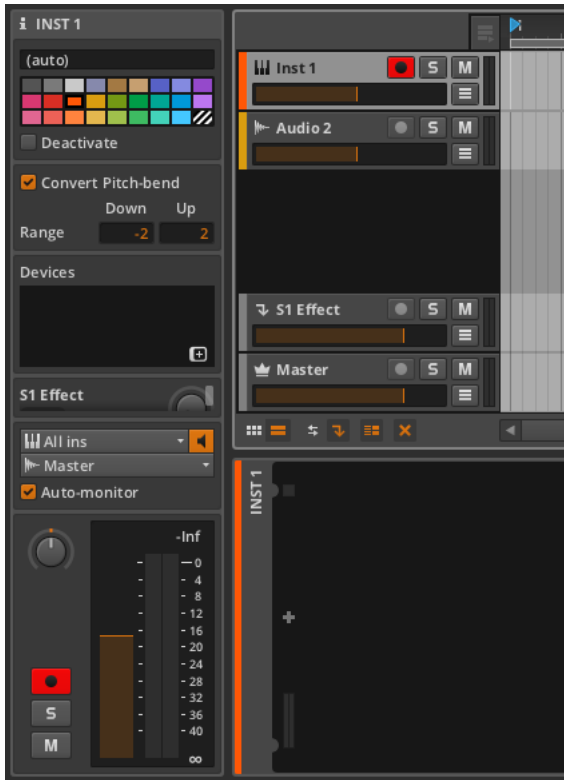 i INST 1
(auto)
Deactivate
Convert Pitch-bend
Down Up
Range -2 2
Devices
S1 Effect
All ins
Master
Auto-monitor
-Inf
0
4
8
12
16
20
24
28
32
36
40
∞
S
M
Inst 1 S M
Audio 2 S M
S1 Effect S M
Master S M
INST 1